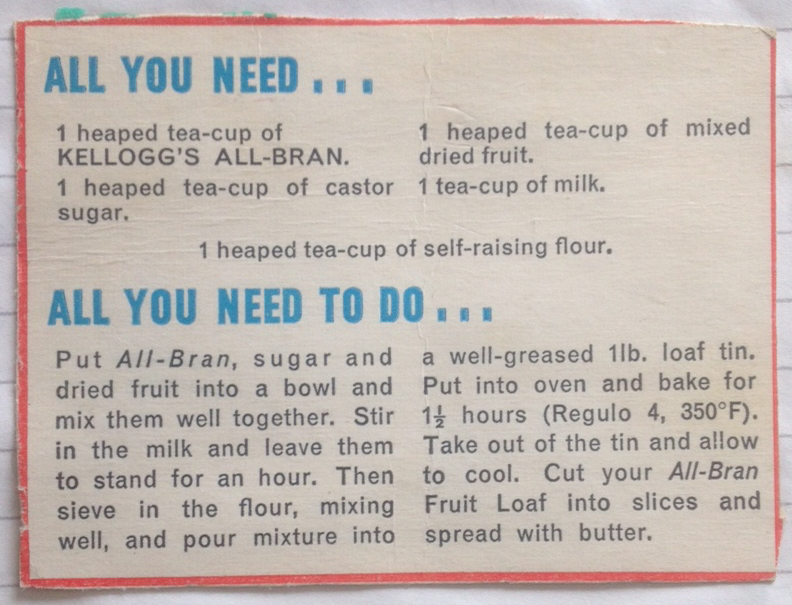 ALL YOU NEED...
1 heaped tea-cup of
KELLOGG'S ALL-BRAN.
1 heaped tea-cup of castor
sugar.
1 heaped tea-cup of mixed
dried fruit.
1 tea-cup of milk.
1 heaped tea-cup of self-raising flour.
ALL YOU NEED TO DO...
Put All-Bran, sugar and
dried fruit into a bowl and
mix them well together. Stir
in the milk and leave them
to stand for an hour. Then
sieve in the flour, mixing
well, and pour mixture into
a well-greased 1lb. loaf tin.
Put into oven and bake for
1½ hours (Regulo 4, 350°F).
Take out of the tin and allow
to cool. Cut your All-Bran
Fruit Loaf into slices and
spread with butter.